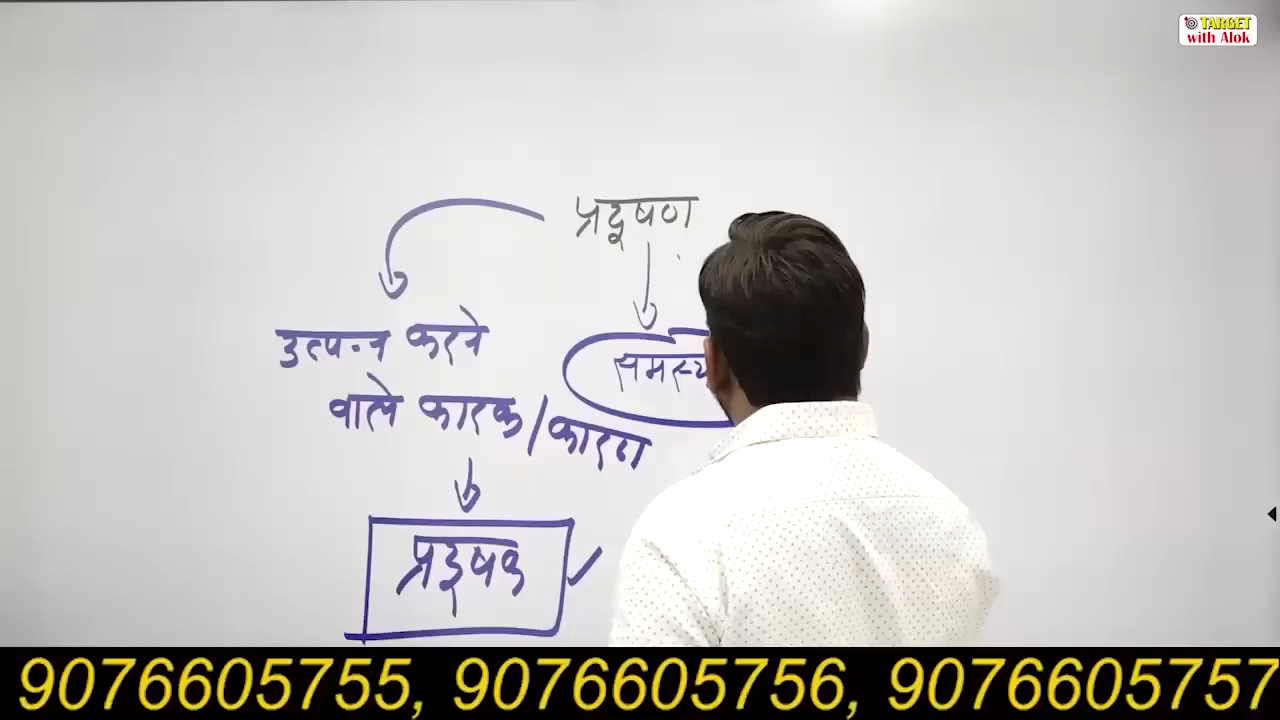 TARGET
with Alok
प्रदूषण
उत्पन्न करने
वाले कारक/कारण
प्रदूषक
9076605755, 9076605756, 9076605757